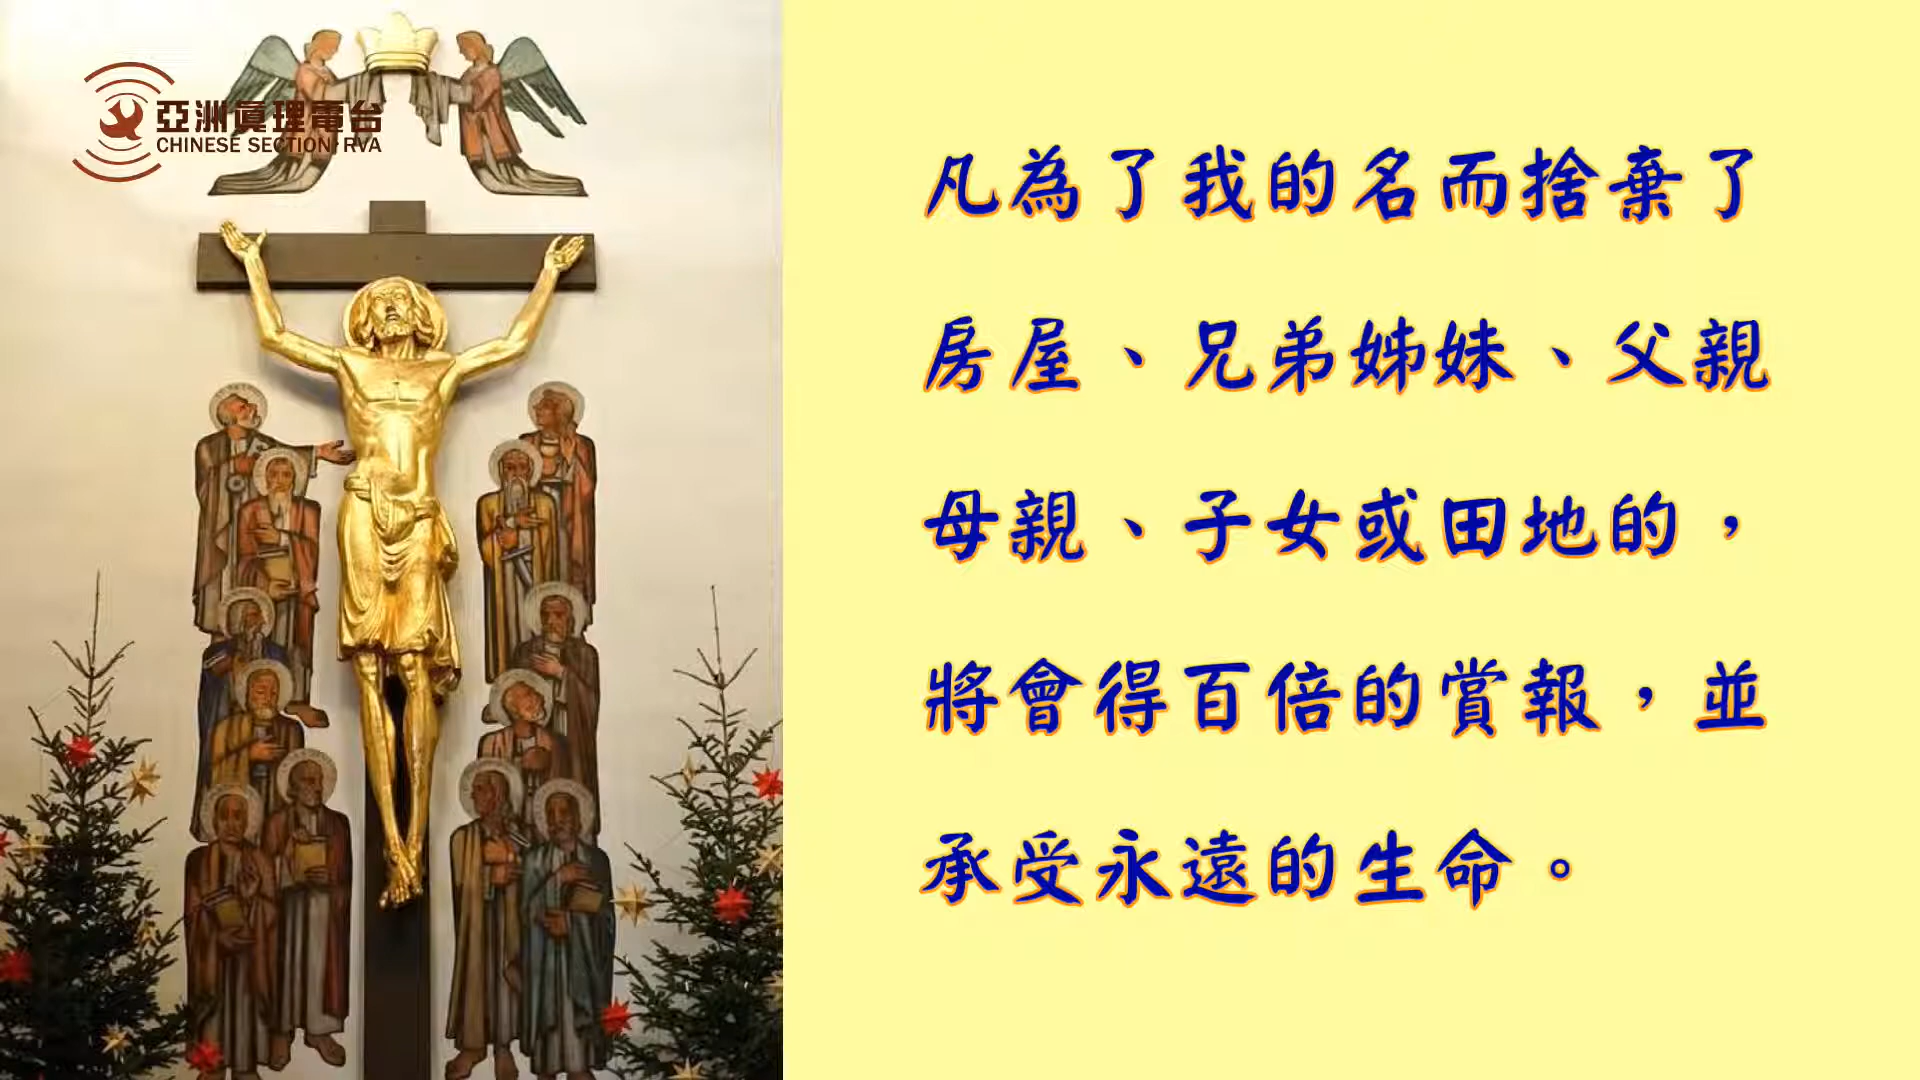 亞洲眞理電台
CHINESE SECTION RVA
凡為了我的名而捨棄了
房屋、兄弟姊妹、父親
母親、子女或田地的，
將會得百倍的賞報，並
承受永遠的生命。